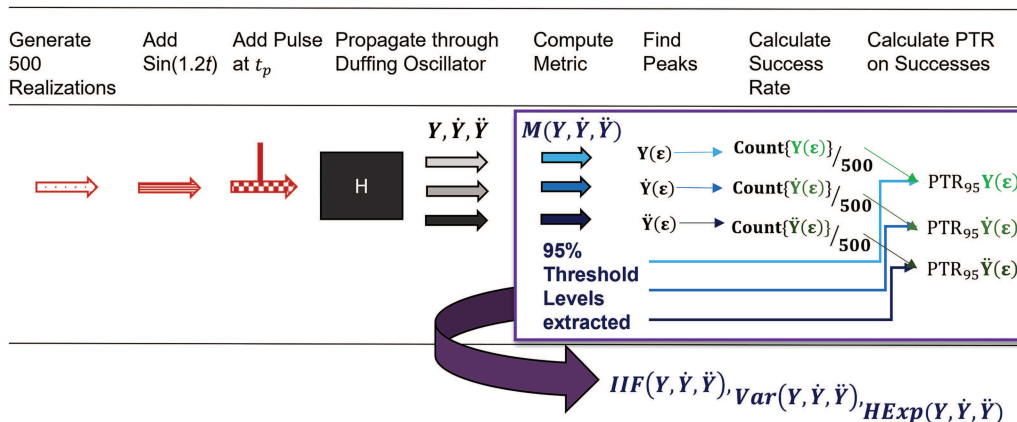 Generate 500 Realizations
Add Sin(1.2t)
Add Pulse at t_p
Propagate through Duffing Oscillator
Compute Metric
Find Peaks
Calculate Success Rate
Calculate PTR on Successes
Y, Ẏ, Ÿ
M(Y, Ẏ, Ÿ)
H
Y(ε)
Count{Y(ε)}/500
PTR₉₅Y(ε)
Ẏ(ε)
Count{Ẏ(ε)}/500
PTR₉₅Ẏ(ε)
Ÿ(ε)
Count{Ÿ(ε)}/500
PTR₉₅Ÿ(ε)
95%
Threshold
Levels
extracted
IIF(Y, Ẏ, Ÿ), Var(Y, Ẏ, Ÿ), HExp(Y, Ẏ, Ÿ)